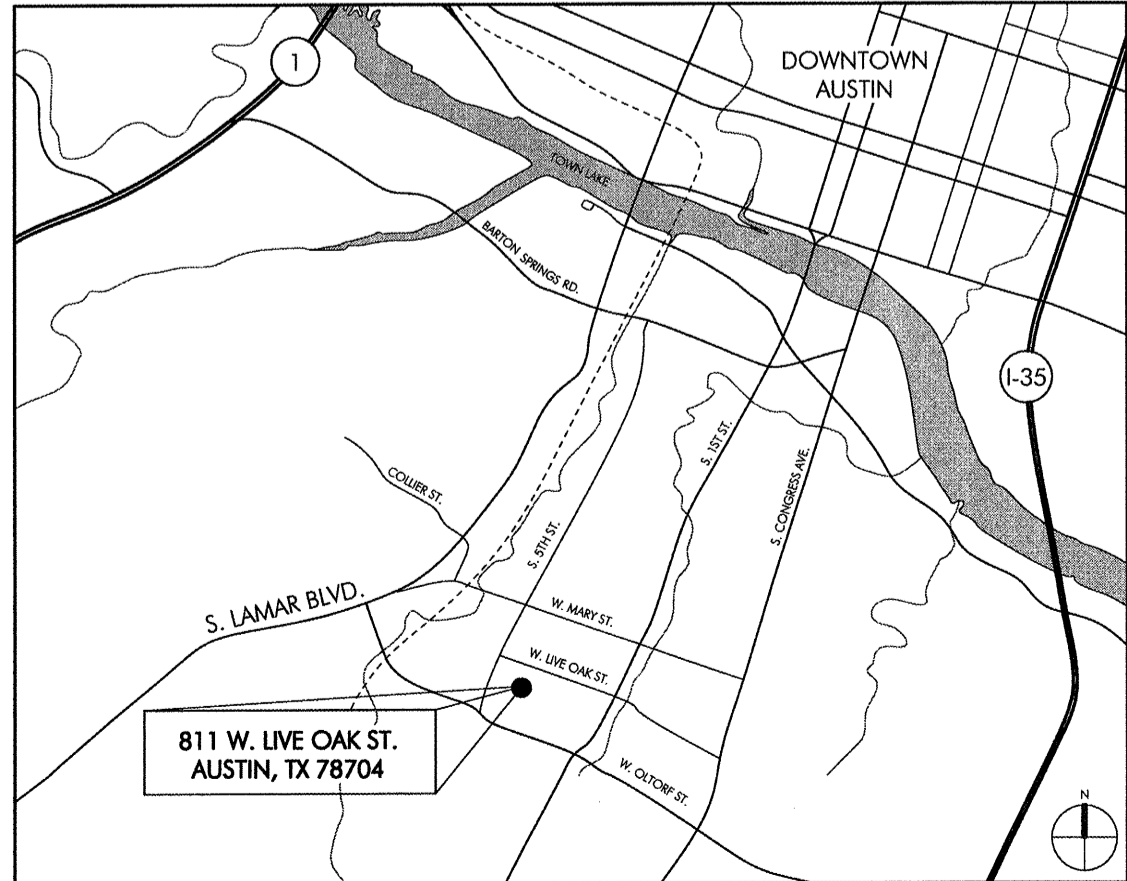 DOWNTOWN
AUSTIN
1
TOWN LAKE
BARTON SPRINGS RD.
I-35
S. 1ST ST.
S. CONGRESS AVE.
COLLIER ST.
S. 5TH ST.
S. LAMAR BLVD.
W. MARY ST.
W. LIVE OAK ST.
811 W. LIVE OAK ST.
AUSTIN, TX 78704
W. OLTORF ST.
N